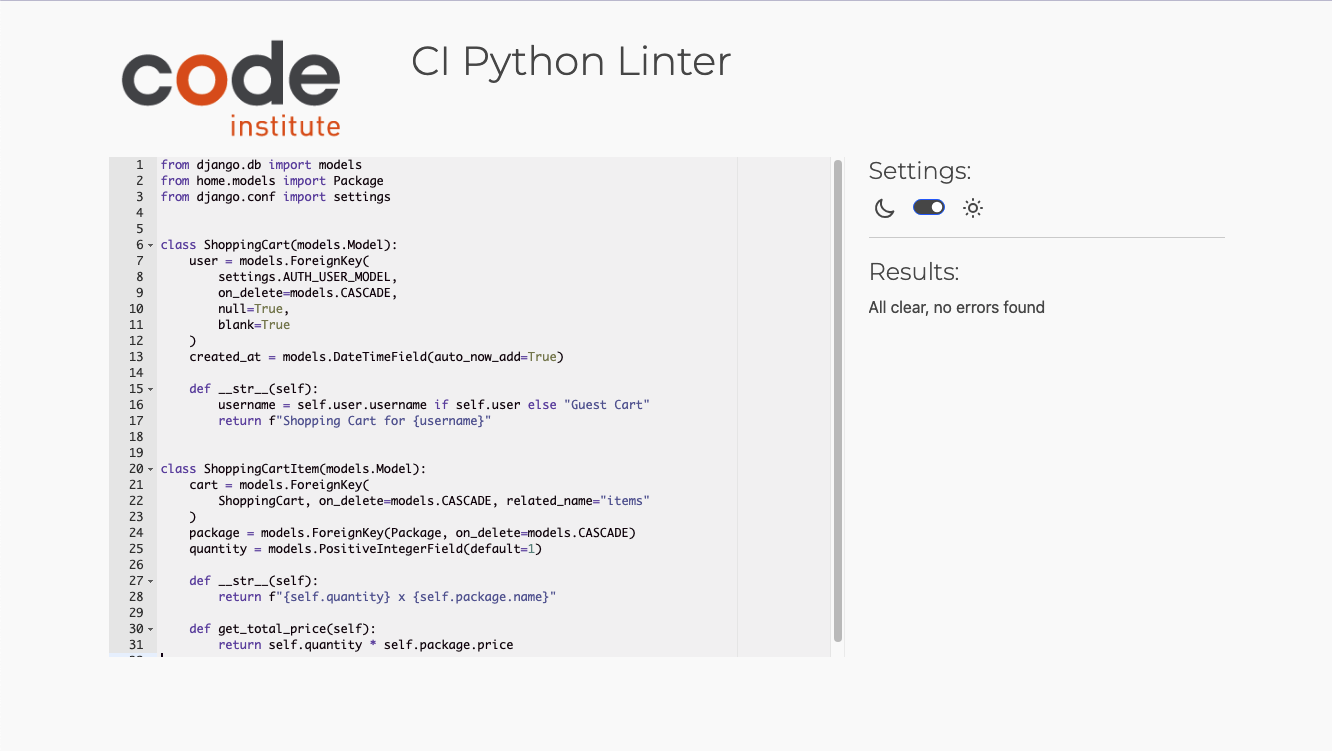 code
institute
CI Python Linter
1 from django.db import models
2 from home.models import Package
3 from django.conf import settings
4
5
6 class ShoppingCart(models.Model):
7     user = models.ForeignKey(
8         settings.AUTH_USER_MODEL,
9         on_delete=models.CASCADE,
10         null=True,
11         blank=True
12     )
13     created_at = models.DateTimeField(auto_now_add=True)
14
15     def __str__(self):
16         username = self.user.username if self.user else "Guest Cart"
17         return f"Shopping Cart for {username}"
18
19
20 class ShoppingCartItem(models.Model):
21     cart = models.ForeignKey(
22         ShoppingCart, on_delete=models.CASCADE, related_name="items"
23     )
24     package = models.ForeignKey(Package, on_delete=models.CASCADE)
25     quantity = models.PositiveIntegerField(default=1)
26
27     def __str__(self):
28         return f"{self.quantity} x {self.package.name}"
29
30     def get_total_price(self):
31         return self.quantity * self.package.price
Settings:
Results:
All clear, no errors found